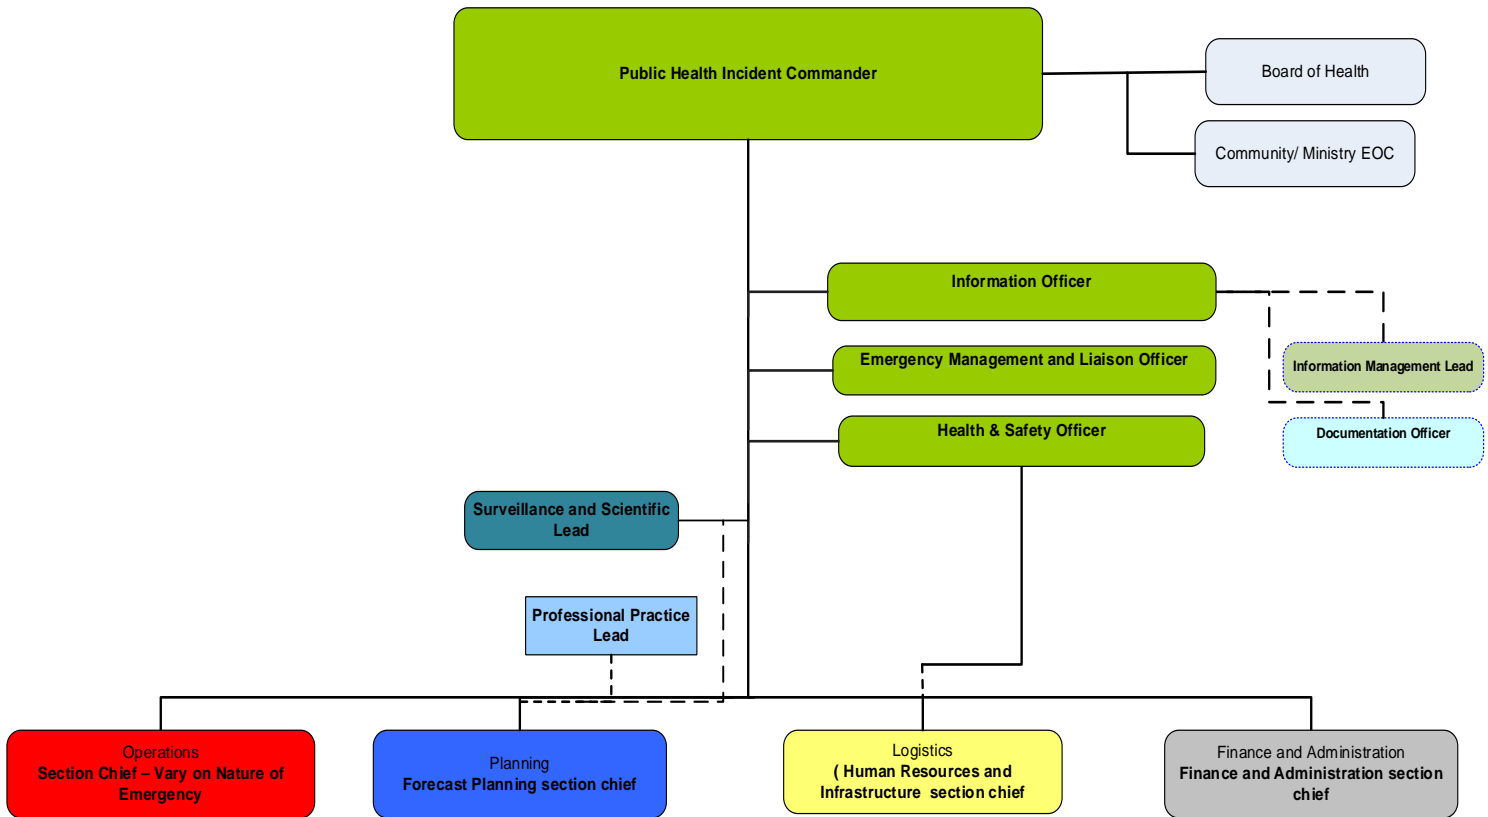 Public Health Incident Commander
Board of Health
Community/ Ministry EOC
Information Officer
Emergency Management and Liaison Officer
Information Management Lead
Health & Safety Officer
Documentation Officer
Surveillance and Scientific
Lead
Professional Practice
Lead
Operations
Section Chief – Vary on Nature of
Emergency
Planning
Forecast Planning section chief
Logistics
( Human Resources and
Infrastructure  section chief
Finance and Administration
Finance and Administration section
chief